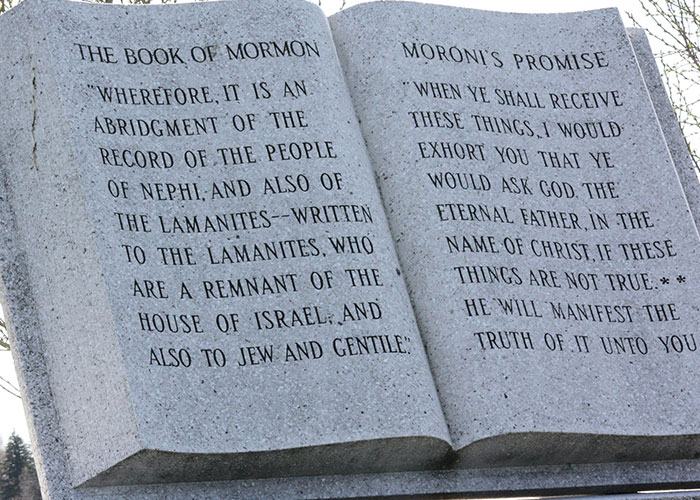 THE BOOK OF MORMON
"WHEREFORE, IT IS AN
ABRIDGMENT OF THE
RECORD OF THE PEOPLE
OF NEPHI, AND ALSO OF
THE LAMANITES--WRITTEN
TO THE LAMANITES, WHO
ARE A REMNANT OF THE
HOUSE OF ISRAEL, AND
ALSO TO JEW AND GENTILE."
MORONI'S PROMISE
"WHEN YE SHALL RECEIVE
THESE THINGS, I WOULD
EXHORT YOU THAT YE
WOULD ASK GOD, THE
ETERNAL FATHER, IN THE
NAME OF CHRIST, IF THESE
THINGS ARE NOT TRUE.**
HE WILL MANIFEST THE
TRUTH OF IT UNTO YOU